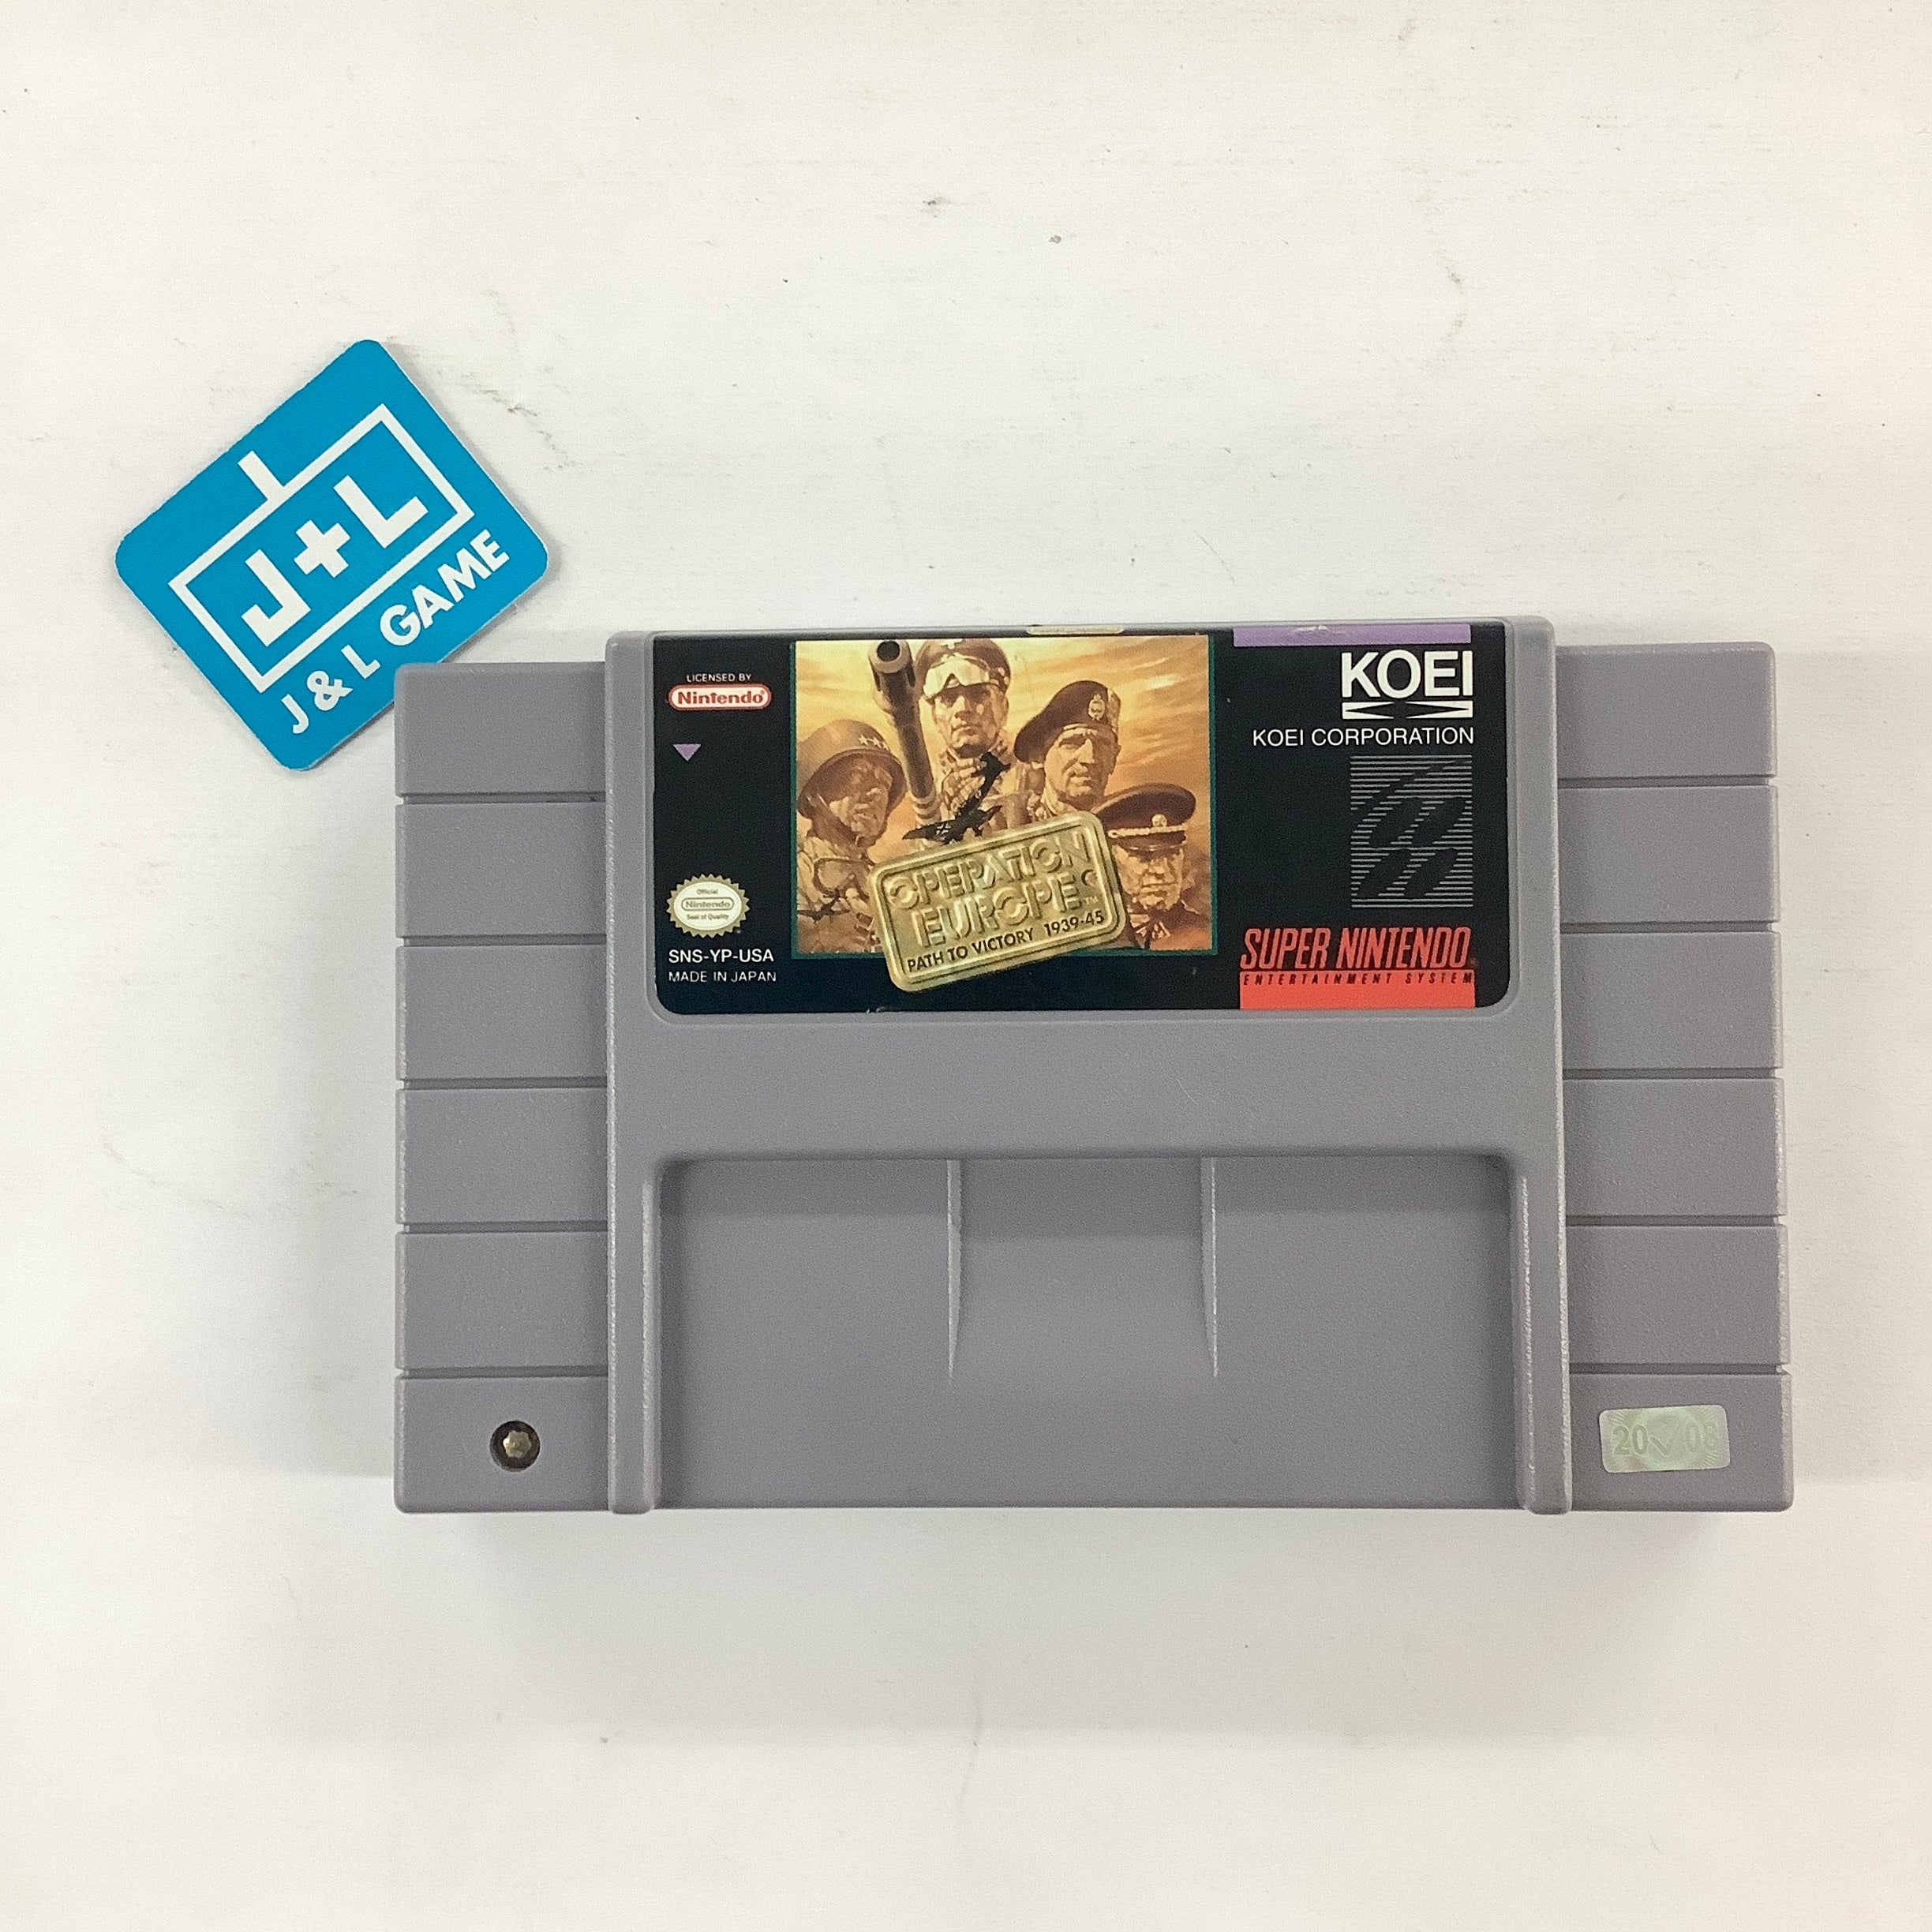 J+L
J & L GAME
LICENSED BY
Nintendo®
Official
Nintendo
Seal of Quality
SNS-YP-USA
MADE IN JAPAN
OPERATION
EUROPE™
PATH TO VICTORY 1939-45
KOEI
KOEI CORPORATION
SUPER NINTENDO®
ENTERTAINMENT SYSTEM
20 08